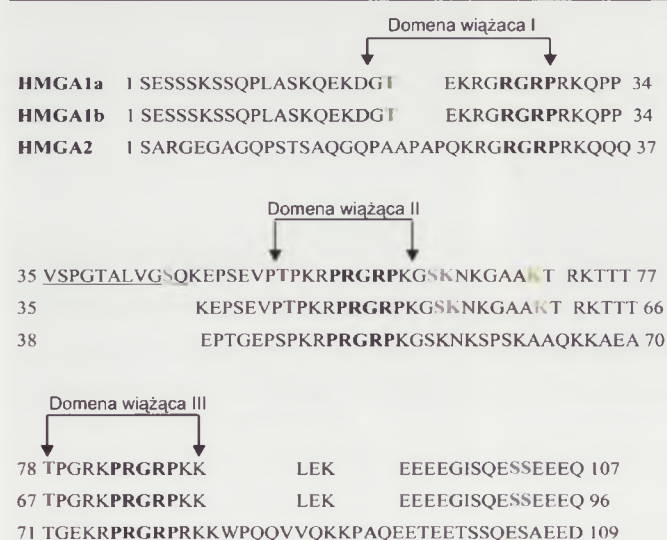 Domena wiążaca I
HMGA1a 1 SESSSKSSQPLASKQEKDGT EKRGRGRPRKQPP 34
HMGA1b 1 SESSSKSSQPLASKQEKDGT EKRGRGRPRKQPP 34
HMGA2 1 SARGEGAGQPSTSAQGQPAAPAPQKRGRGRPRKQQQ 37
Domena wiążąca II
35 VSPGTALVGSQKEPSEVPTPKRPRGRPKGSKNKGAAKT RKTTT 77
35 KEPSEVPTPKRPRGRPKGSKNKGAAKT RKTTT 66
38 EPTGEPSPKRPRGRPKGSKNKSPSKAAQKKAEA 70
Domena wiążąca III
78 TPGRKPRGRPKK LEK EEEEGISQESSEEEQ 107
67 TPGRKPRGRPKK LEK EEEEGISQESSEEEQ 96
71 TGEKRPRGRPRKKWPQQVVQKKPAQEETEETSSQESAEED 109